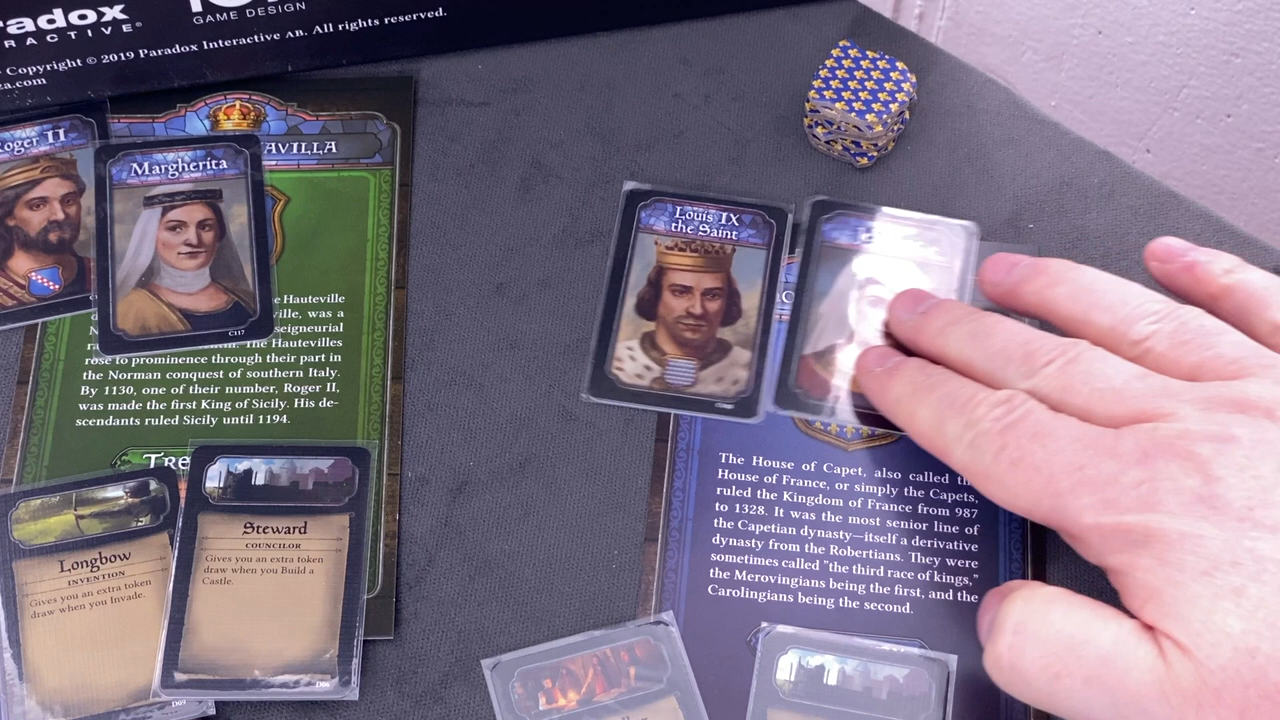 GAME DESIGN
Copyright © 2019 Paradox Interactive AB. All rights reserved.
Roger II
Margherita
C117
Hauteville
was a
seigneurial
The Hautevilles
rose to prominence through their part in
the Norman conquest of southern Italy.
By 1130, one of their number, Roger II,
was made the first King of Sicily. His de-
scendants ruled Sicily until 1194.
Longbow
INVENTION
Gives you an extra token
draw when you Invade.
D09
Steward
COUNCILOR
Gives you an extra token
draw when you Build a
Castle.
D06
Louis IX
the Saint
The House of Capet, also called
House of France, or simply the Capets,
ruled the Kingdom of France from 987
to 1328. It was the most senior line of
the Capetian dynasty—itself a derivative
dynasty from the Robertians. They were
sometimes called "the third race of kings,"
the Merovingians being the first, and the
Carolingians being the second.